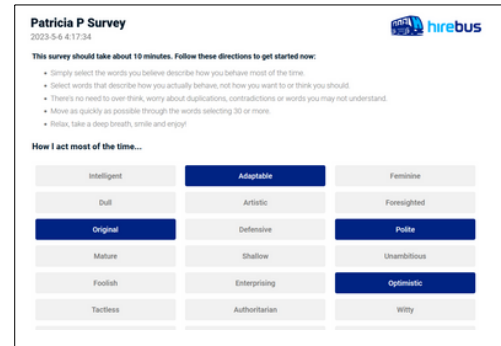 Patricia P Survey
hirebus
2023-5-6 4:17:34
This survey should take about 10 minutes. Follow these directions to get started now:
Simply select the words you believe describe how you behave most of the time.
Select words that describe how you actually behave, not how you want to or think you should.
There's no need to over think, worry about duplications, contradictions or words you may not understand.
Move as quickly as possible through the words selecting 30 or more.
Relax, take a deep breath, smile and enjoy!
How I act most of the time...
Intelligent Adaptable Feminine
Dull Artistic Foresighted
Original Defensive Polite
Mature Shallow Unambitious
Foolish Enterprising Optimistic
Tactless Authoritarian Witty